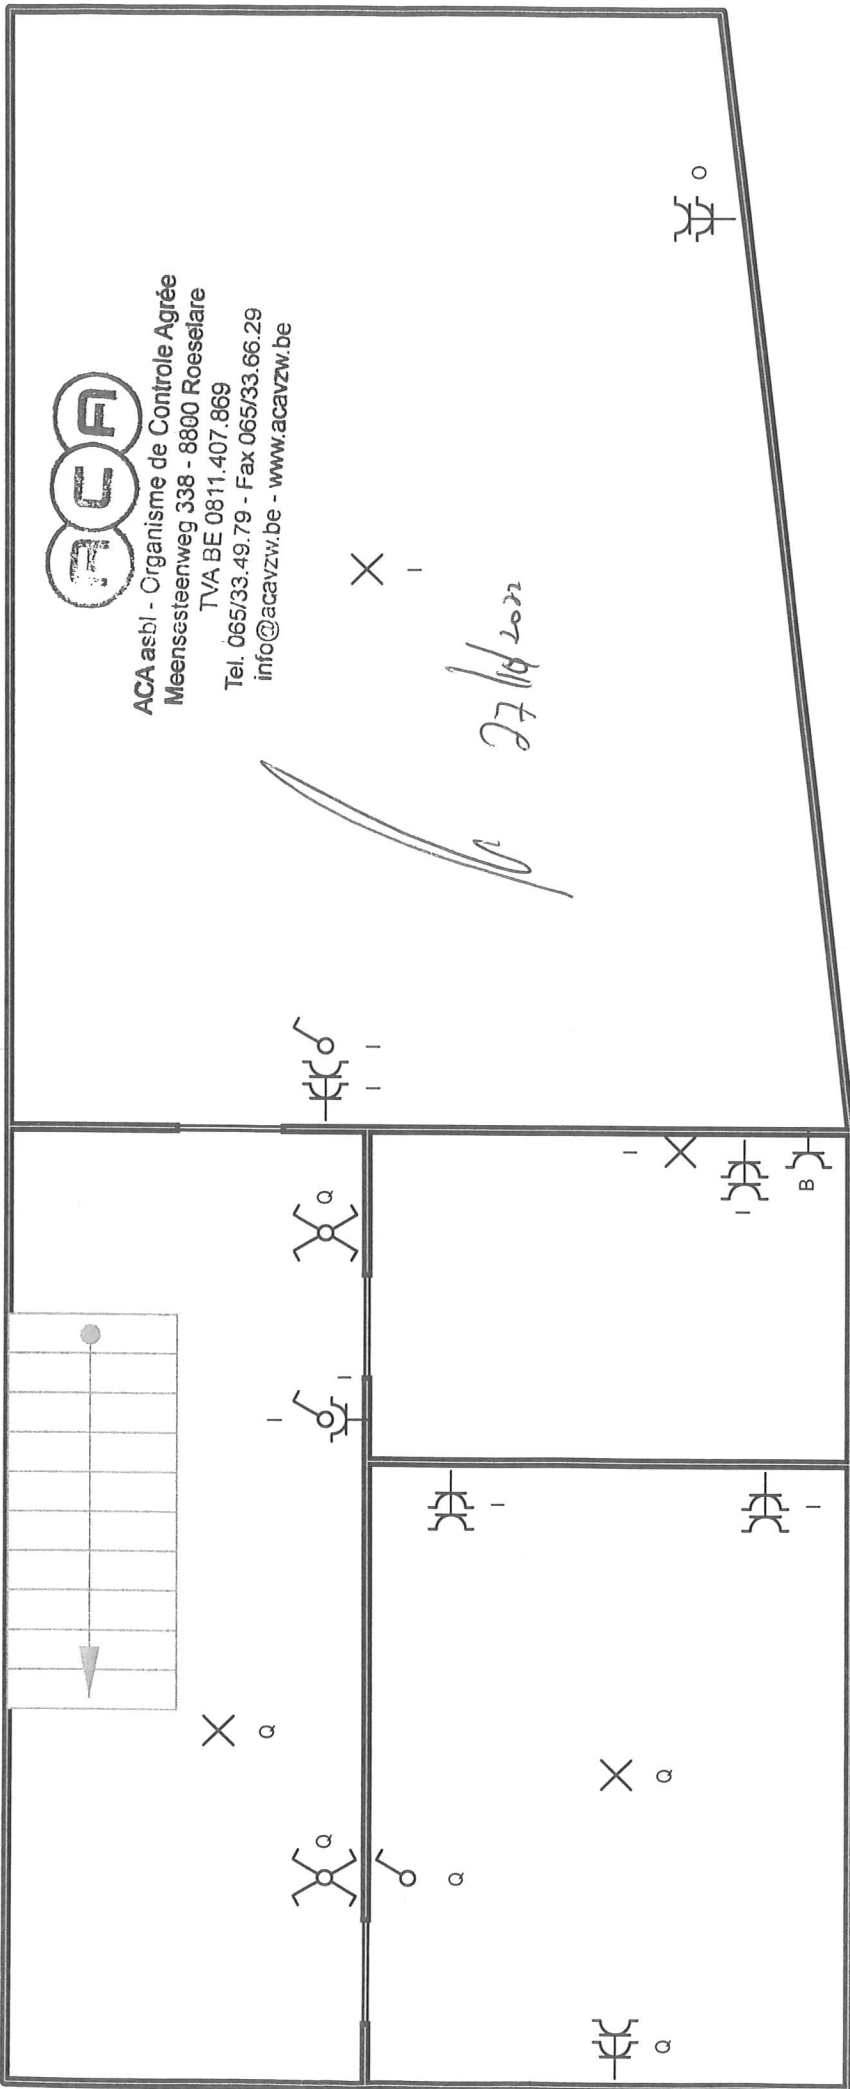 ACA
ACA asbl - Organisme de Controle Agrée
Meensesteenweg 338 - 8800 Roeselare
TVA BE 0811.407.869
Tel. 065/33.49.79 - Fax 065/33.66.29
info@acavzw.be - www.acavzw.be
O
I
I
I
Q
I
I
B
I
I
I
I
Q
Q
Q
Q
Q